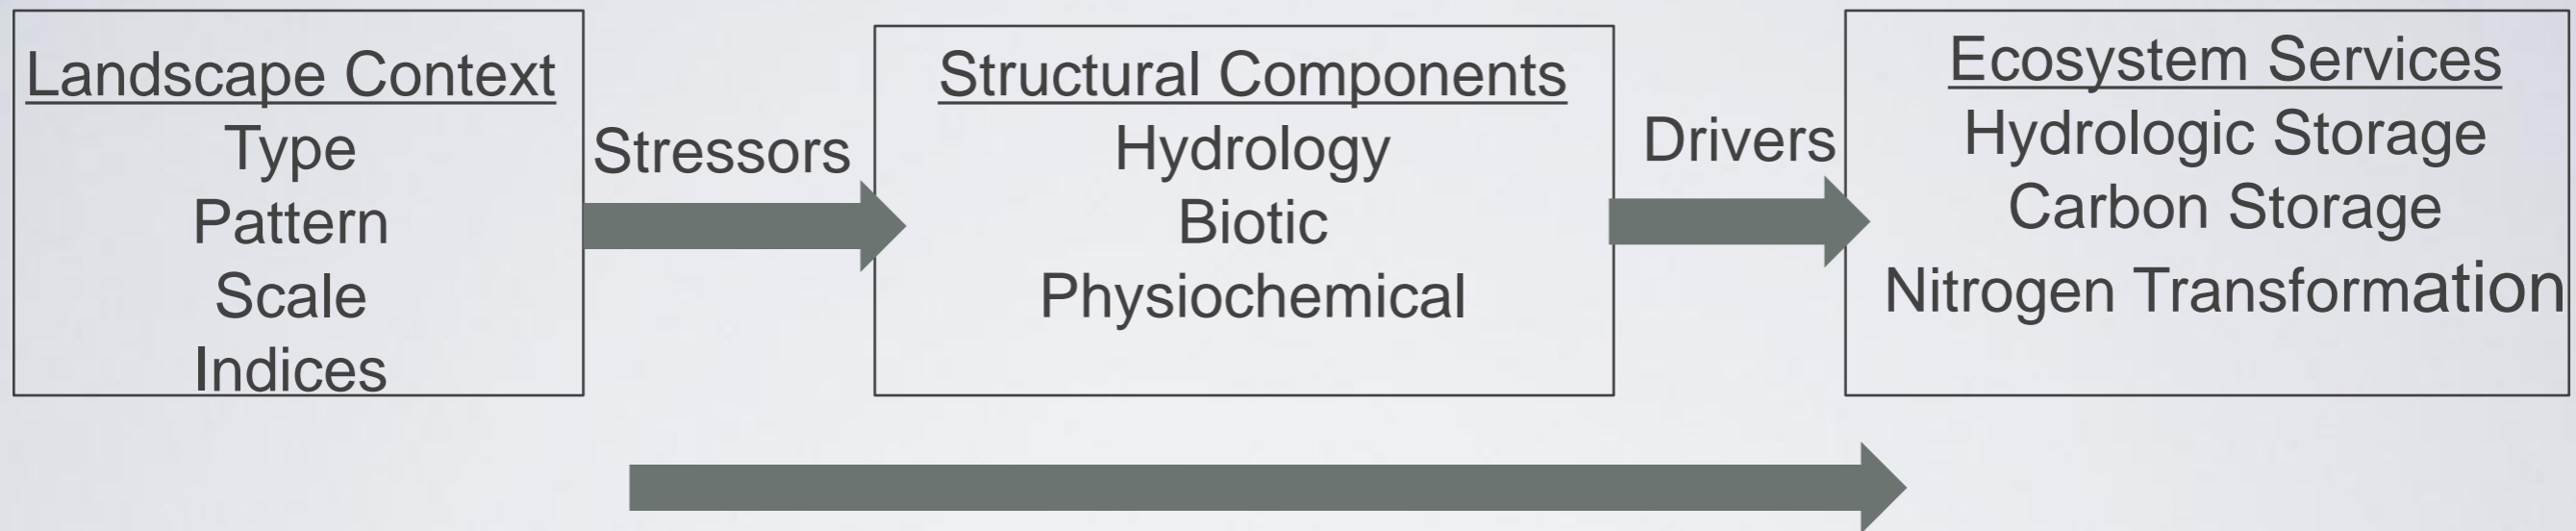 Landscape Context
Type
Pattern
Scale
Indices
Stressors
Structural Components
Hydrology
Biotic
Physiochemical
Drivers
Ecosystem Services
Hydrologic Storage
Carbon Storage
Nitrogen Transformation